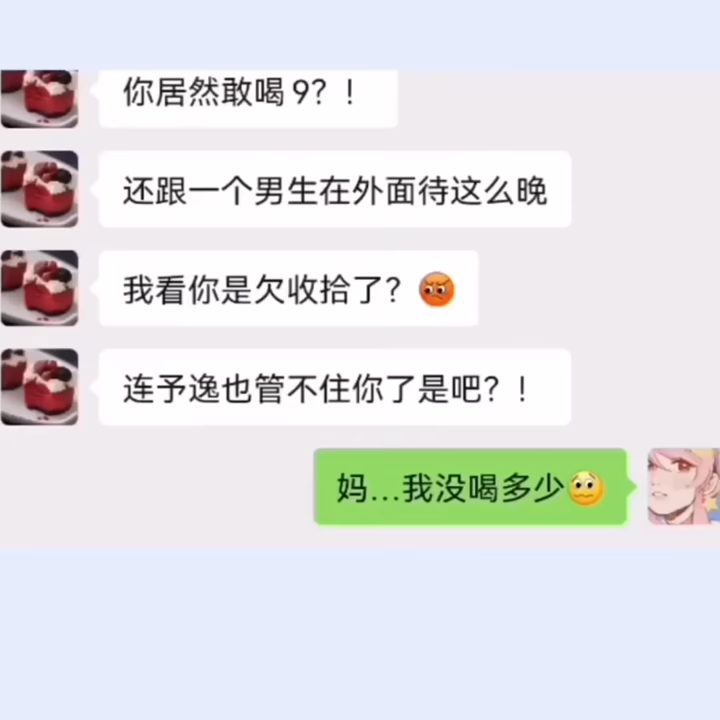 你居然敢喝9？！
还跟一个男生在外面待这么晚
我看你是欠收拾了？😡
连予逸也管不住你了是吧？！
妈...我没喝多少🥴